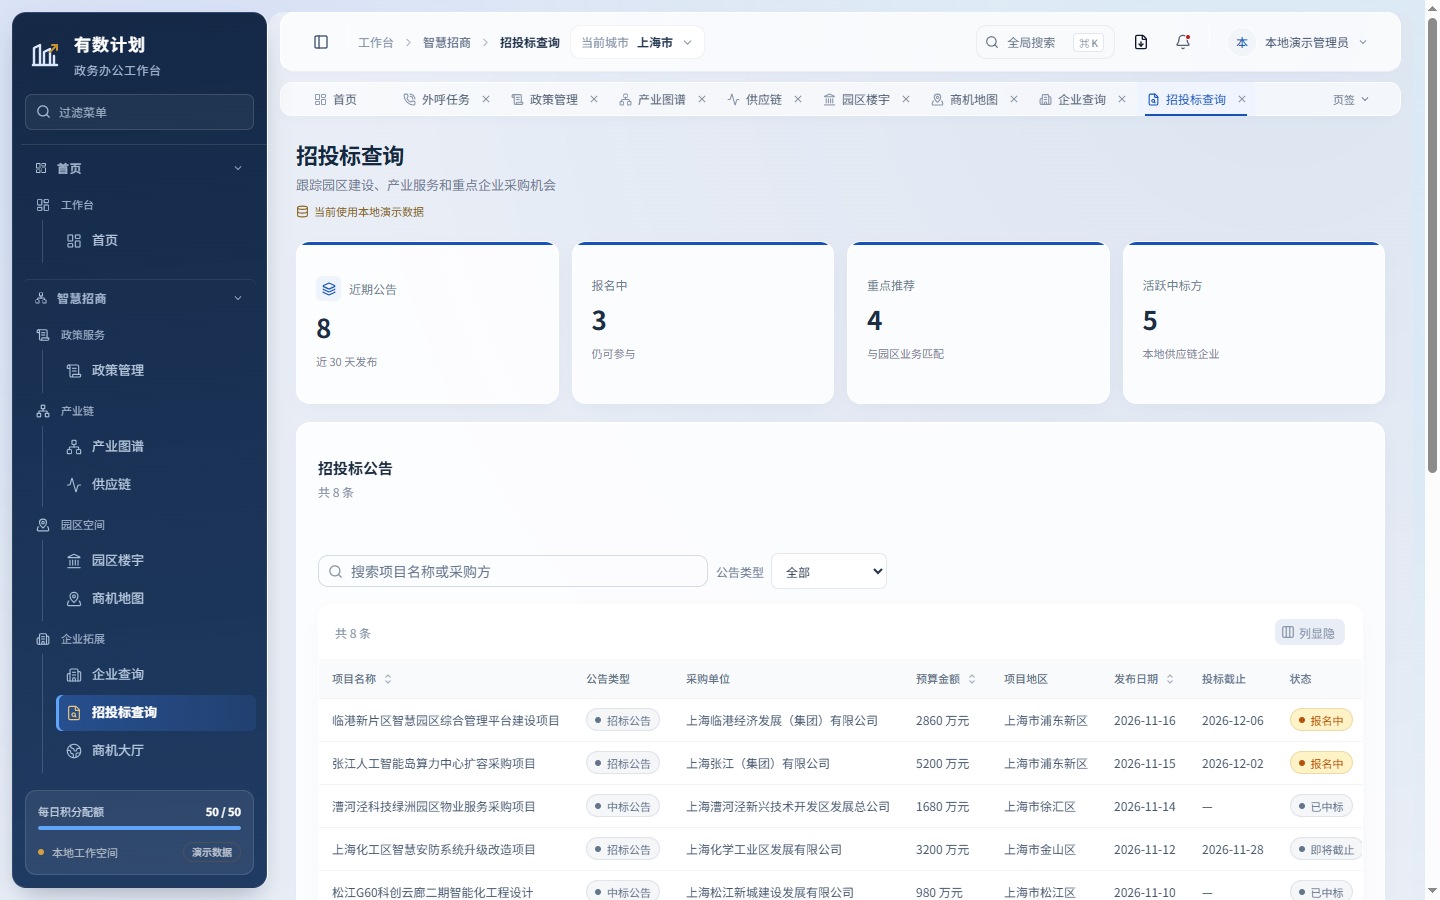 有数计划
政务办公工作台
过滤菜单
首页
工作台
首页
智慧招商
政策服务
政策管理
产业链
产业图谱
供应链
园区空间
园区楼宇
商机地图
企业拓展
企业查询
招投标查询
商机大厅
每日积分配额 50 / 50
本地工作空间 演示数据
工作台 智慧招商 招投标查询 当前城市 上海市 全局搜索 ⌘K 本 本地演示管理员
首页 外呼任务 政策管理 产业图谱 供应链 园区楼宇 商机地图 企业查询 招投标查询 页签
招投标查询
跟踪园区建设、产业服务和重点企业采购机会
当前使用本地演示数据
近期公告
8
近 30 天发布
报名中
3
仍可参与
重点推荐
4
与园区业务匹配
活跃中标方
5
本地供应链企业
招投标公告
共 8 条
搜索项目名称或采购方 公告类型 全部
共 8 条 列显隐
项目名称 公告类型 采购单位 预算金额 项目地区 发布日期 投标截止 状态
临港新片区智慧园区综合管理平台建设项目 招标公告 上海临港经济发展（集团）有限公司 2860 万元 上海市浦东新区 2026-11-16 2026-12-06 报名中
张江人工智能岛算力中心扩容采购项目 招标公告 上海张江（集团）有限公司 5200 万元 上海市浦东新区 2026-11-15 2026-12-02 报名中
漕河泾科技绿洲园区物业服务采购项目 中标公告 上海漕河泾新兴技术开发区发展总公司 1680 万元 上海市徐汇区 2026-11-14 — 已中标
上海化工区智慧安防系统升级改造项目 招标公告 上海化学工业区发展有限公司 3200 万元 上海市金山区 2026-11-12 2026-11-28 即将截止
松江G60科创云廊二期智能化工程设计 中标公告 上海松江新城建设发展有限公司 980 万元 上海市松江区 2026-11-10 — 已中标